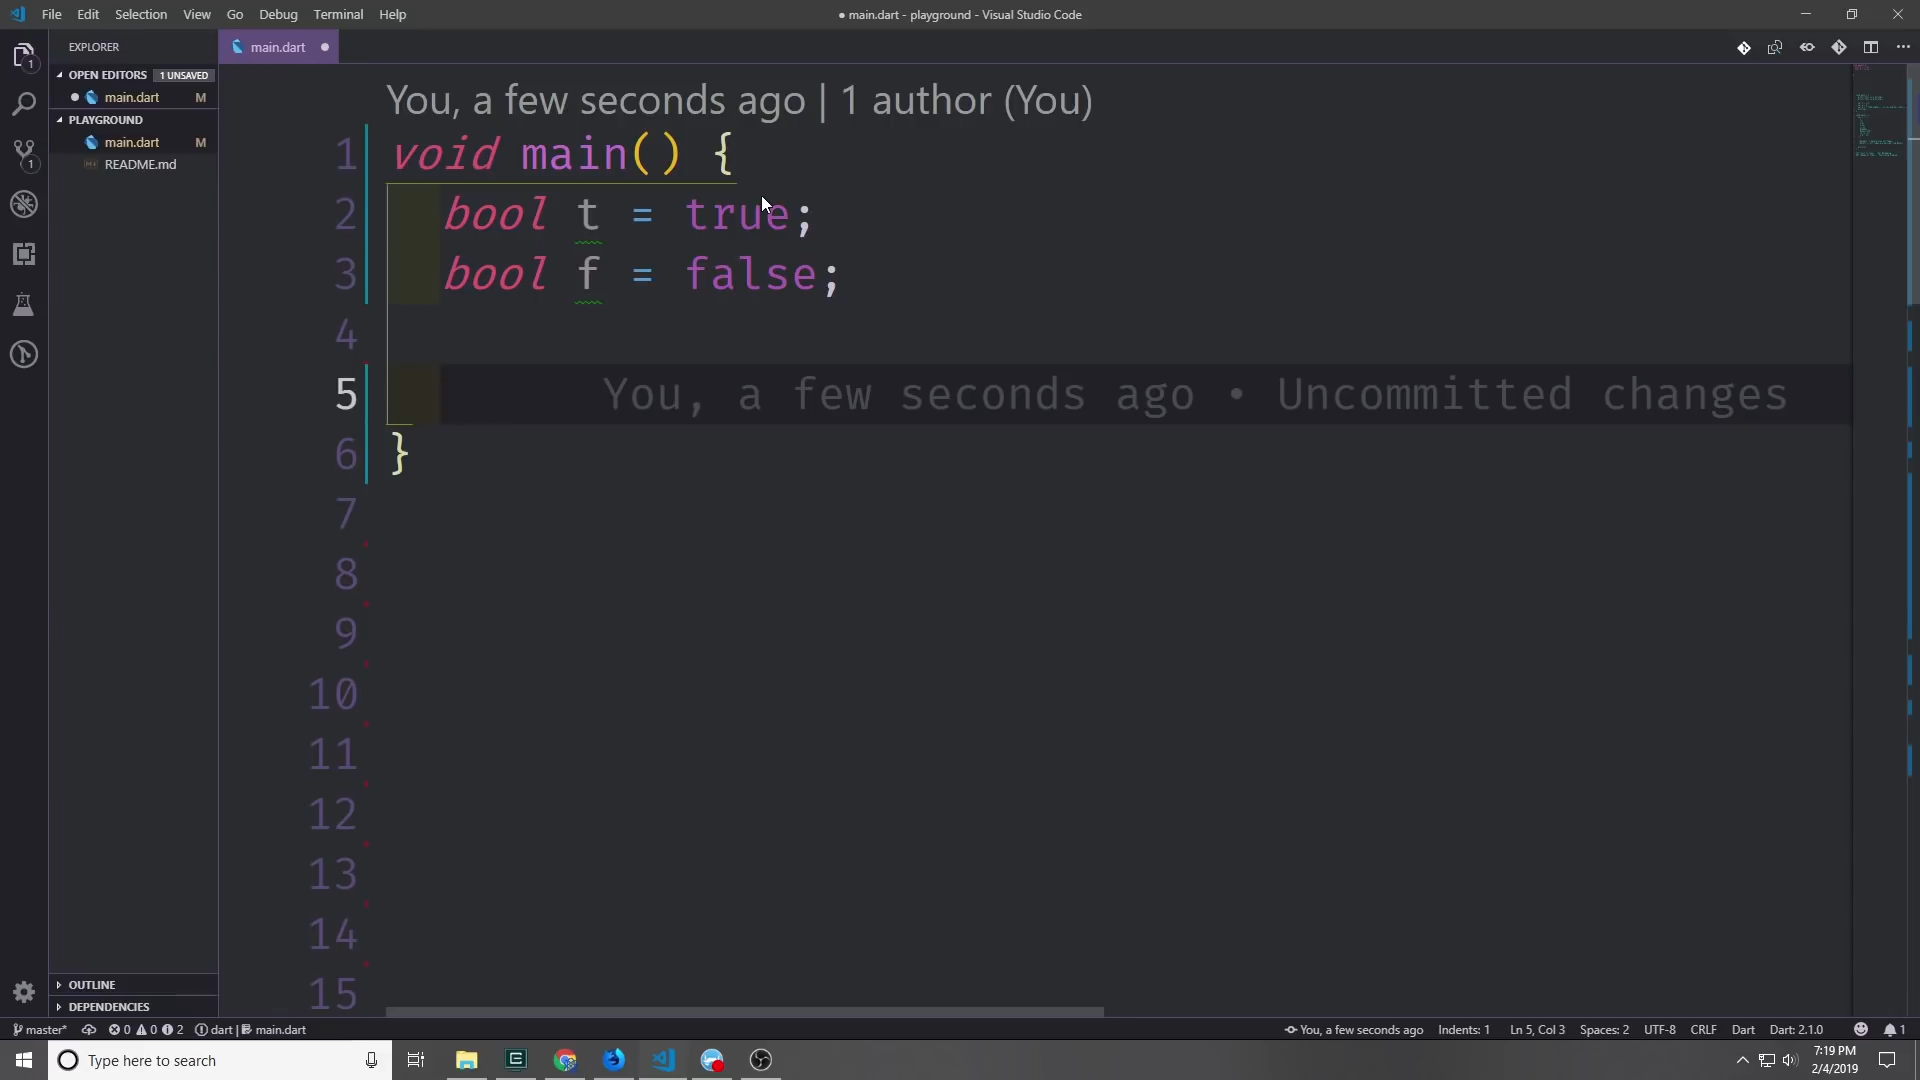 File Edit Selection View Go Debug Terminal Help
● main.dart - playground - Visual Studio Code
EXPLORER
OPEN EDITORS 1 UNSAVED
main.dart M
PLAYGROUND
main.dart M
README.md
OUTLINE
DEPENDENCIES
1
1
main.dart
You, a few seconds ago | 1 author (You)
1 void main() {
2 bool t = true;
3 bool f = false;
4
5 You, a few seconds ago • Uncommitted changes
6 }
7
8
9
10
11
12
13
14
15
master* 0 0 2 dart | main.dart
You, a few seconds ago Indents: 1 Ln 5, Col 3 Spaces: 2 UTF-8 CRLF Dart Dart: 2.1.0 1
Type here to search
7:19 PM
2/4/2019